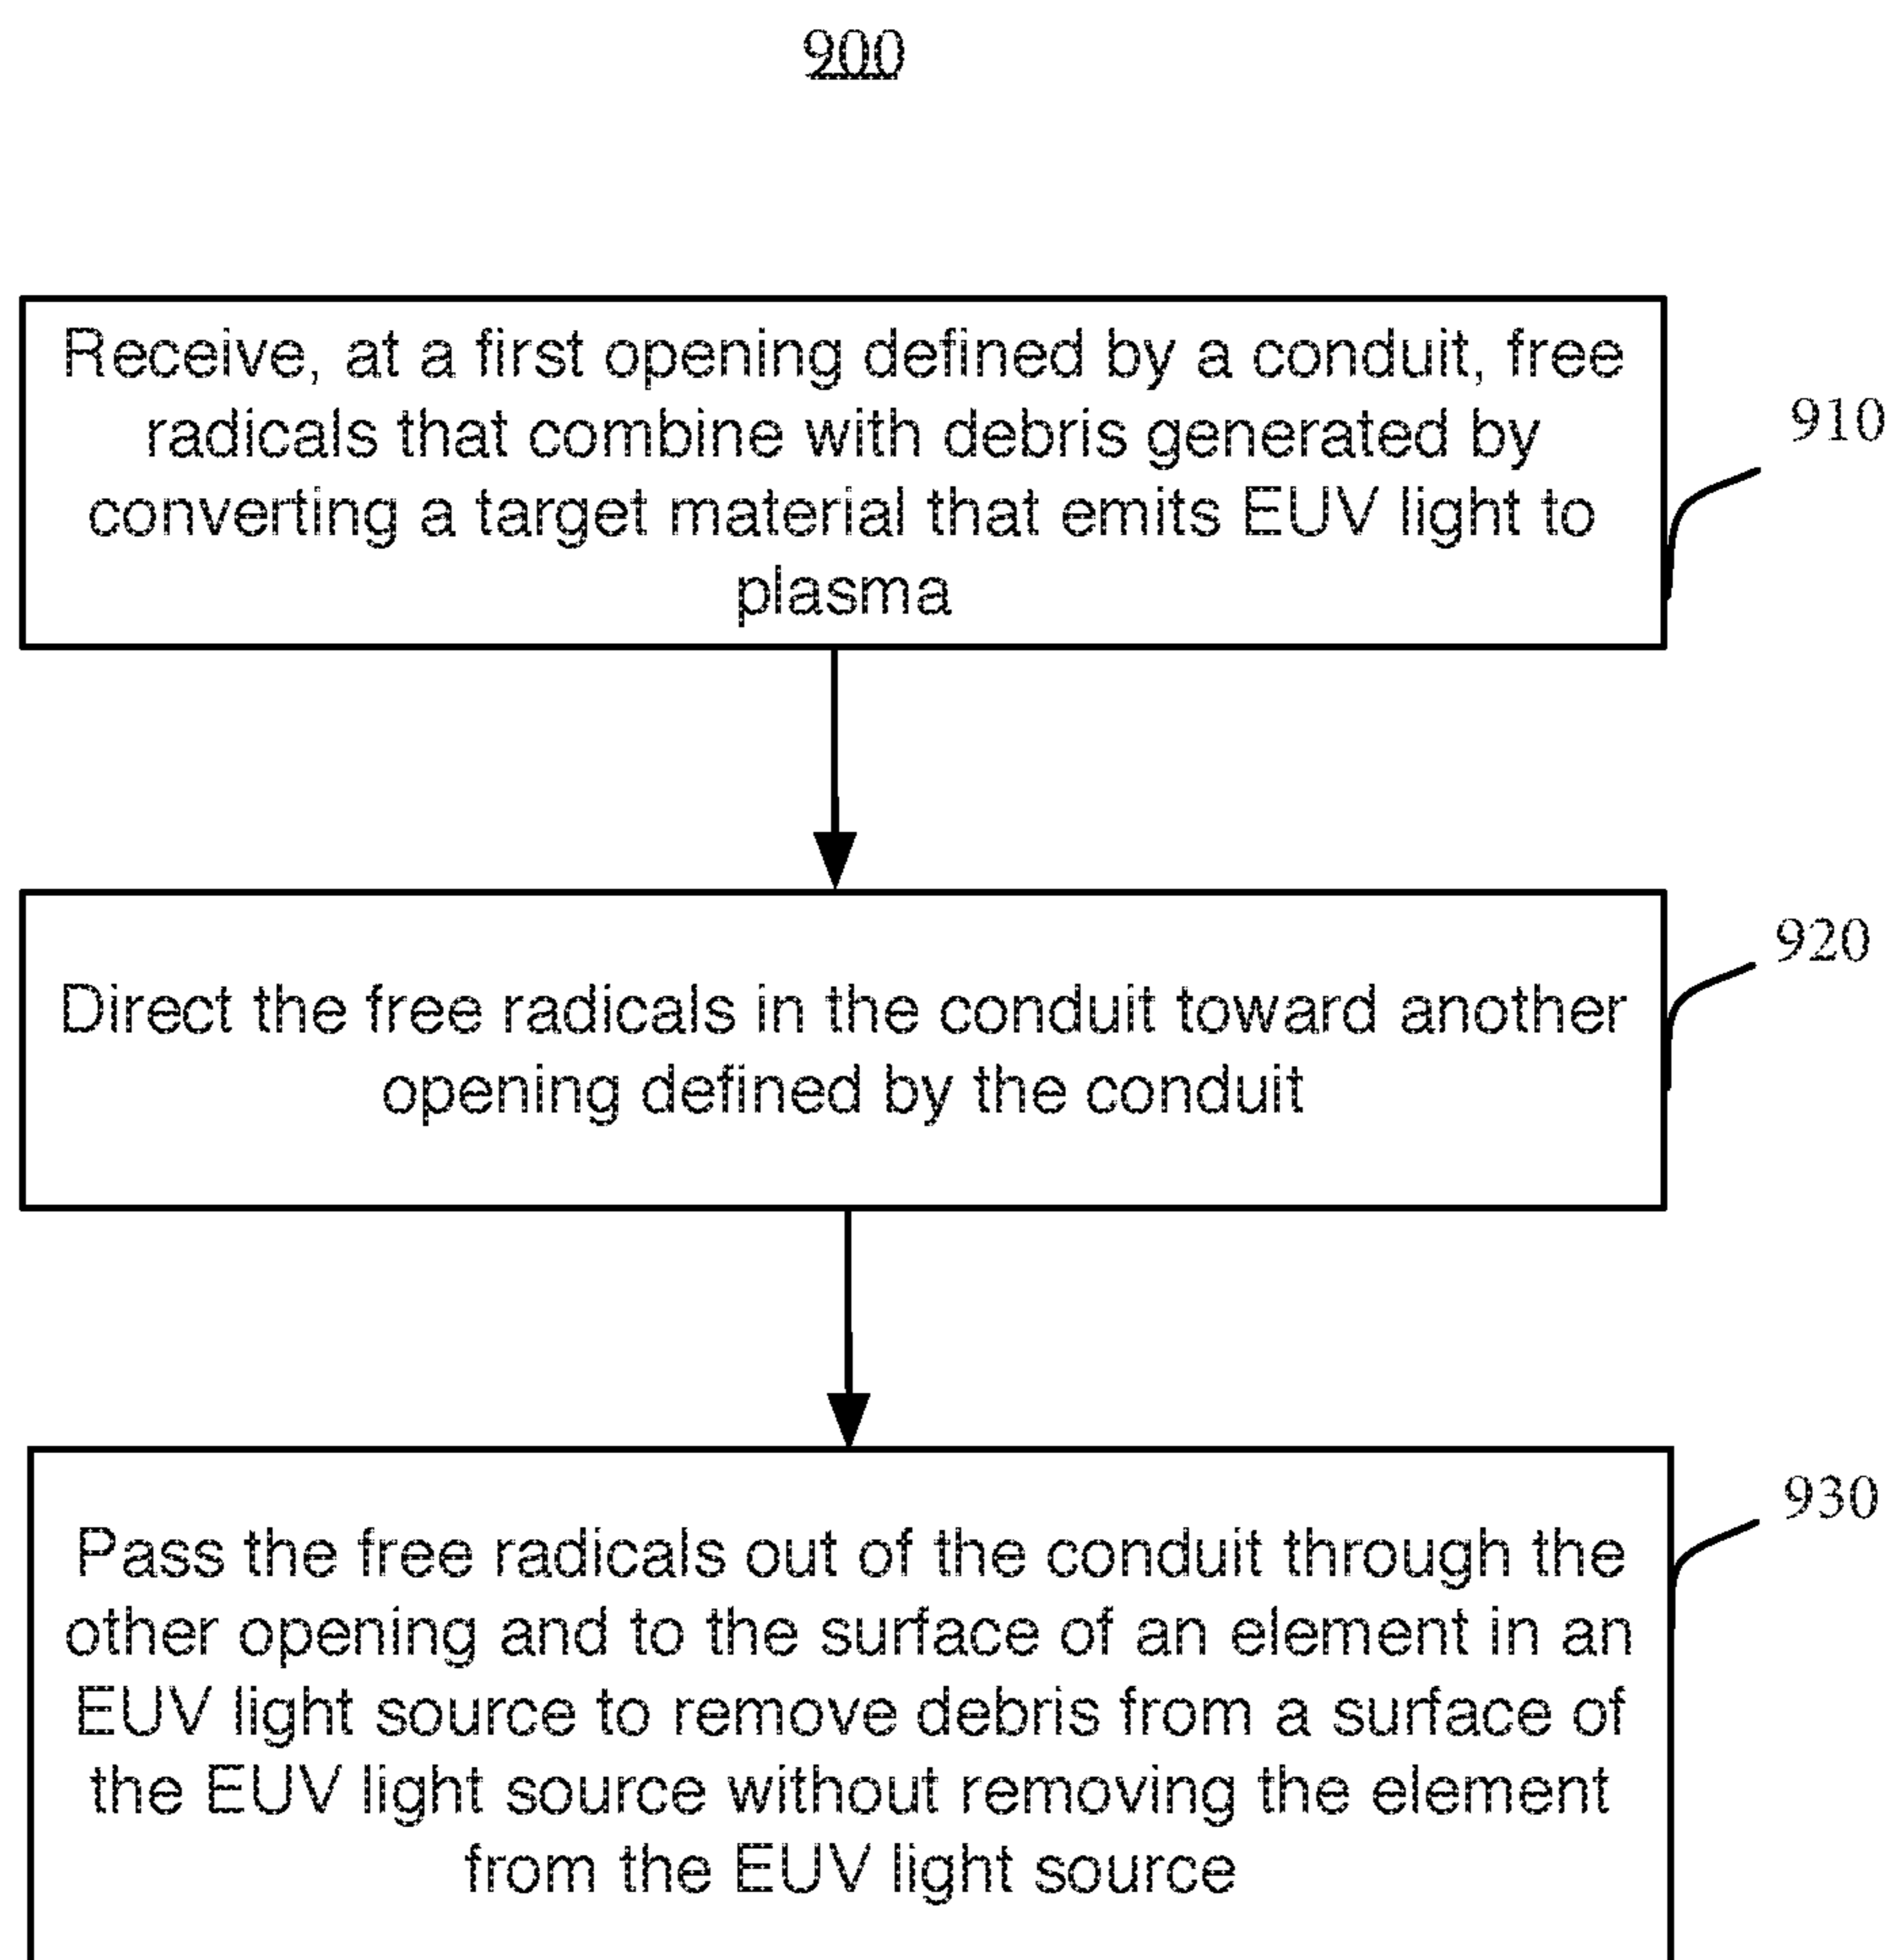 900
Receive, at a first opening defined by a conduit, free
radicals that combine with debris generated by
converting a target material that emits EUV light to
plasma
910
Direct the free radicals in the conduit toward another
opening defined by the conduit
920
Pass the free radicals out of the conduit through the
other opening and to the surface of an element in an
EUV light source to remove debris from a surface of
the EUV light source without removing the element
from the EUV light source
930